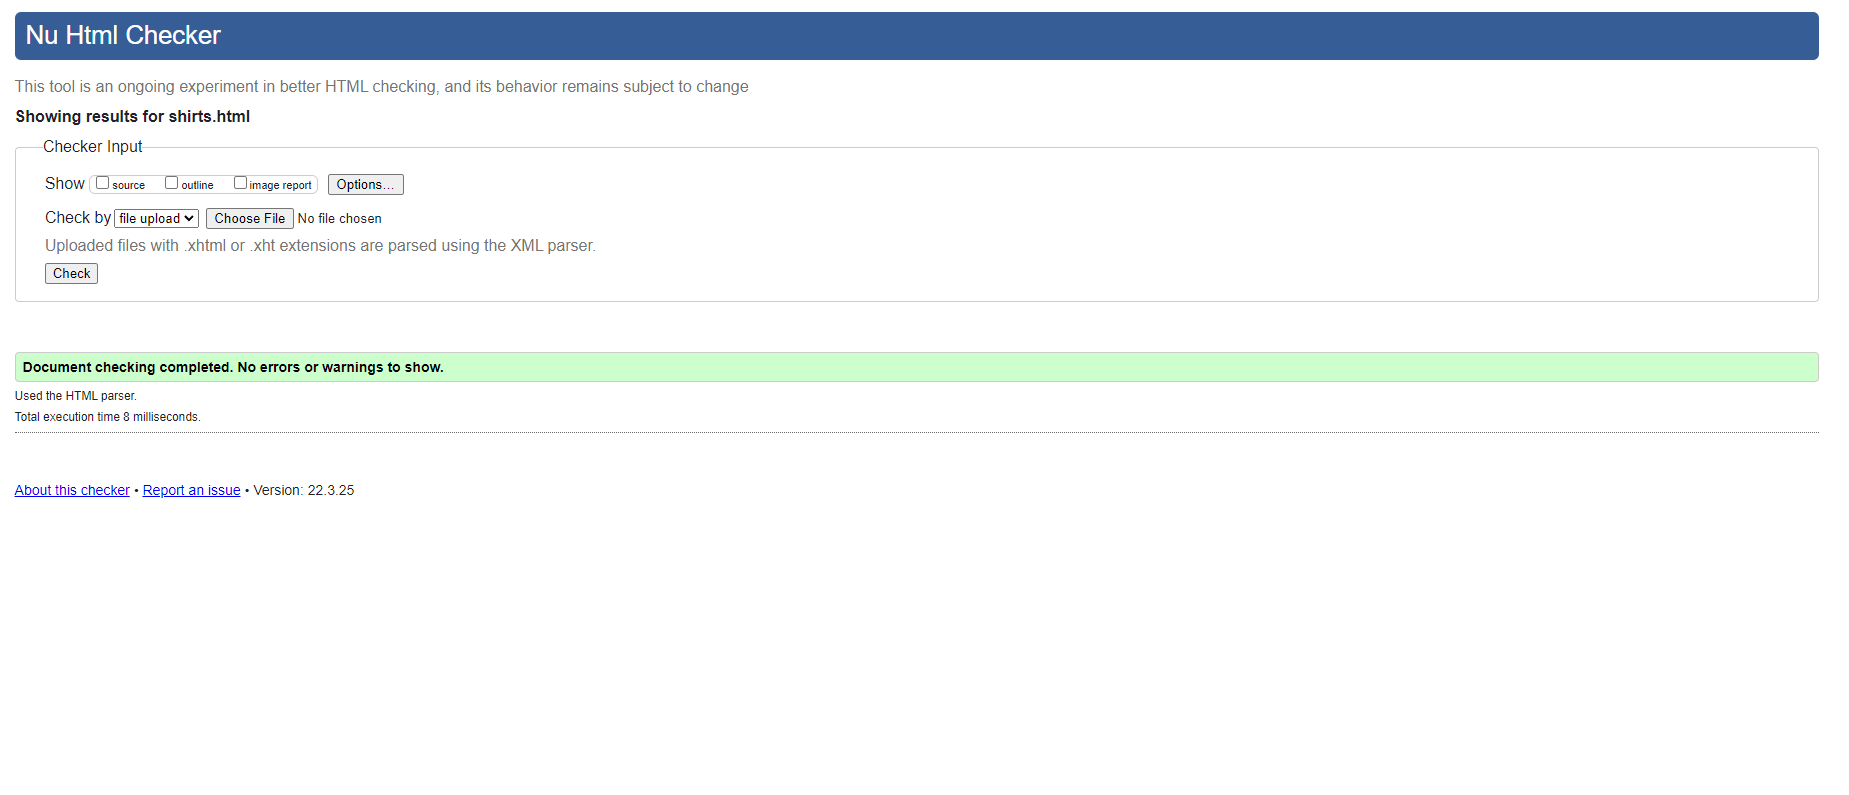 Nu Html Checker
This tool is an ongoing experiment in better HTML checking, and its behavior remains subject to change
Showing results for shirts.html
Checker Input
Show source outline image report Options...
Check by file upload Choose File No file chosen
Uploaded files with .xhtml or .xht extensions are parsed using the XML parser.
Check
Document checking completed. No errors or warnings to show.
Used the HTML parser.
Total execution time 8 milliseconds.
About this checker • Report an issue • Version: 22.3.25